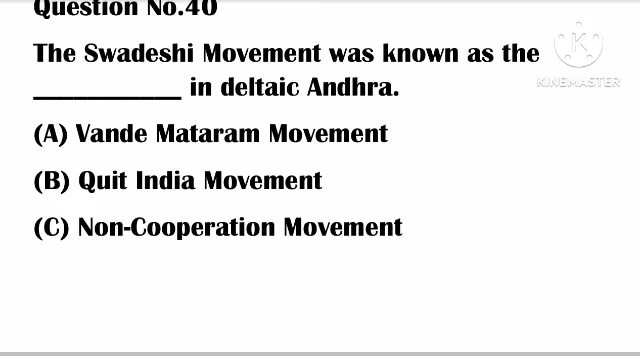 Question No.40
The Swadeshi Movement was known as the
K
KINEMASTER
____________ in deltaic Andhra.
(A) Vande Mataram Movement
(B) Quit India Movement
(C) Non-Cooperation Movement